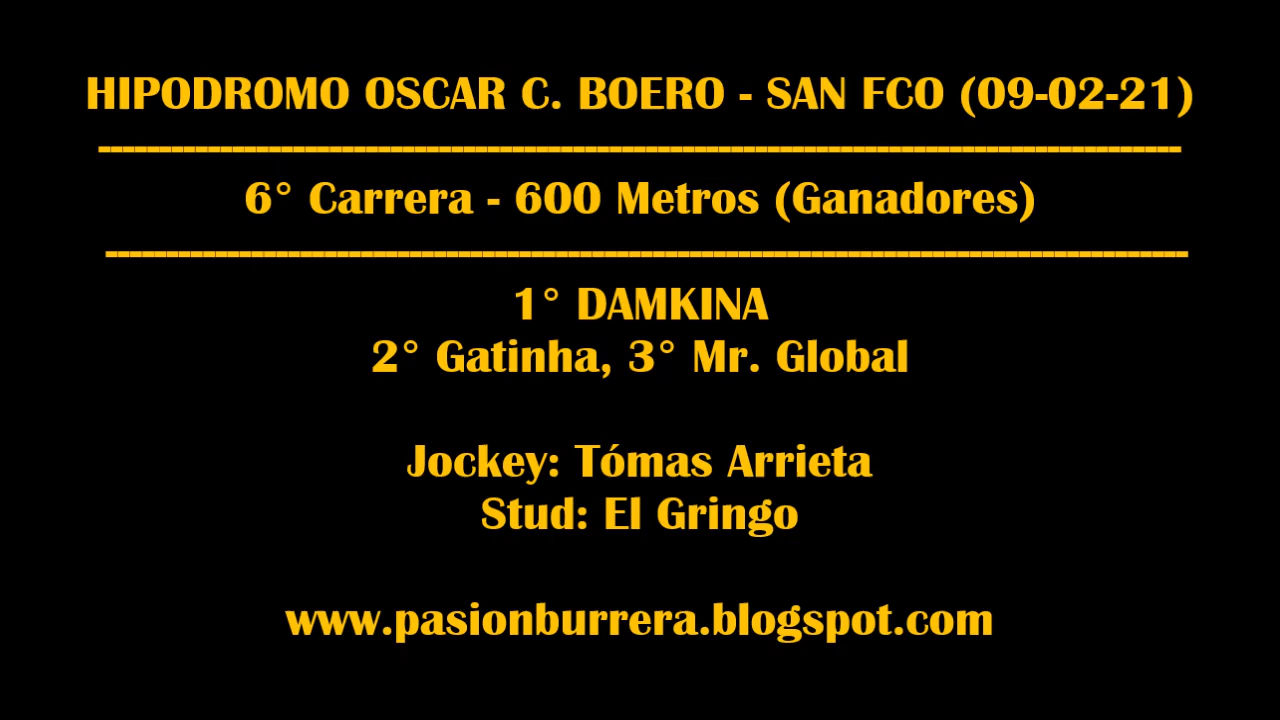 HIPODROMO OSCAR C. BOERO - SAN FCO (09-02-21)
6° Carrera - 600 Metros (Ganadores)
1° DAMKINA
2° Gatinha, 3° Mr. Global
Jockey: Tómas Arrieta
Stud: El Gringo
www.pasionburrera.blogspot.com